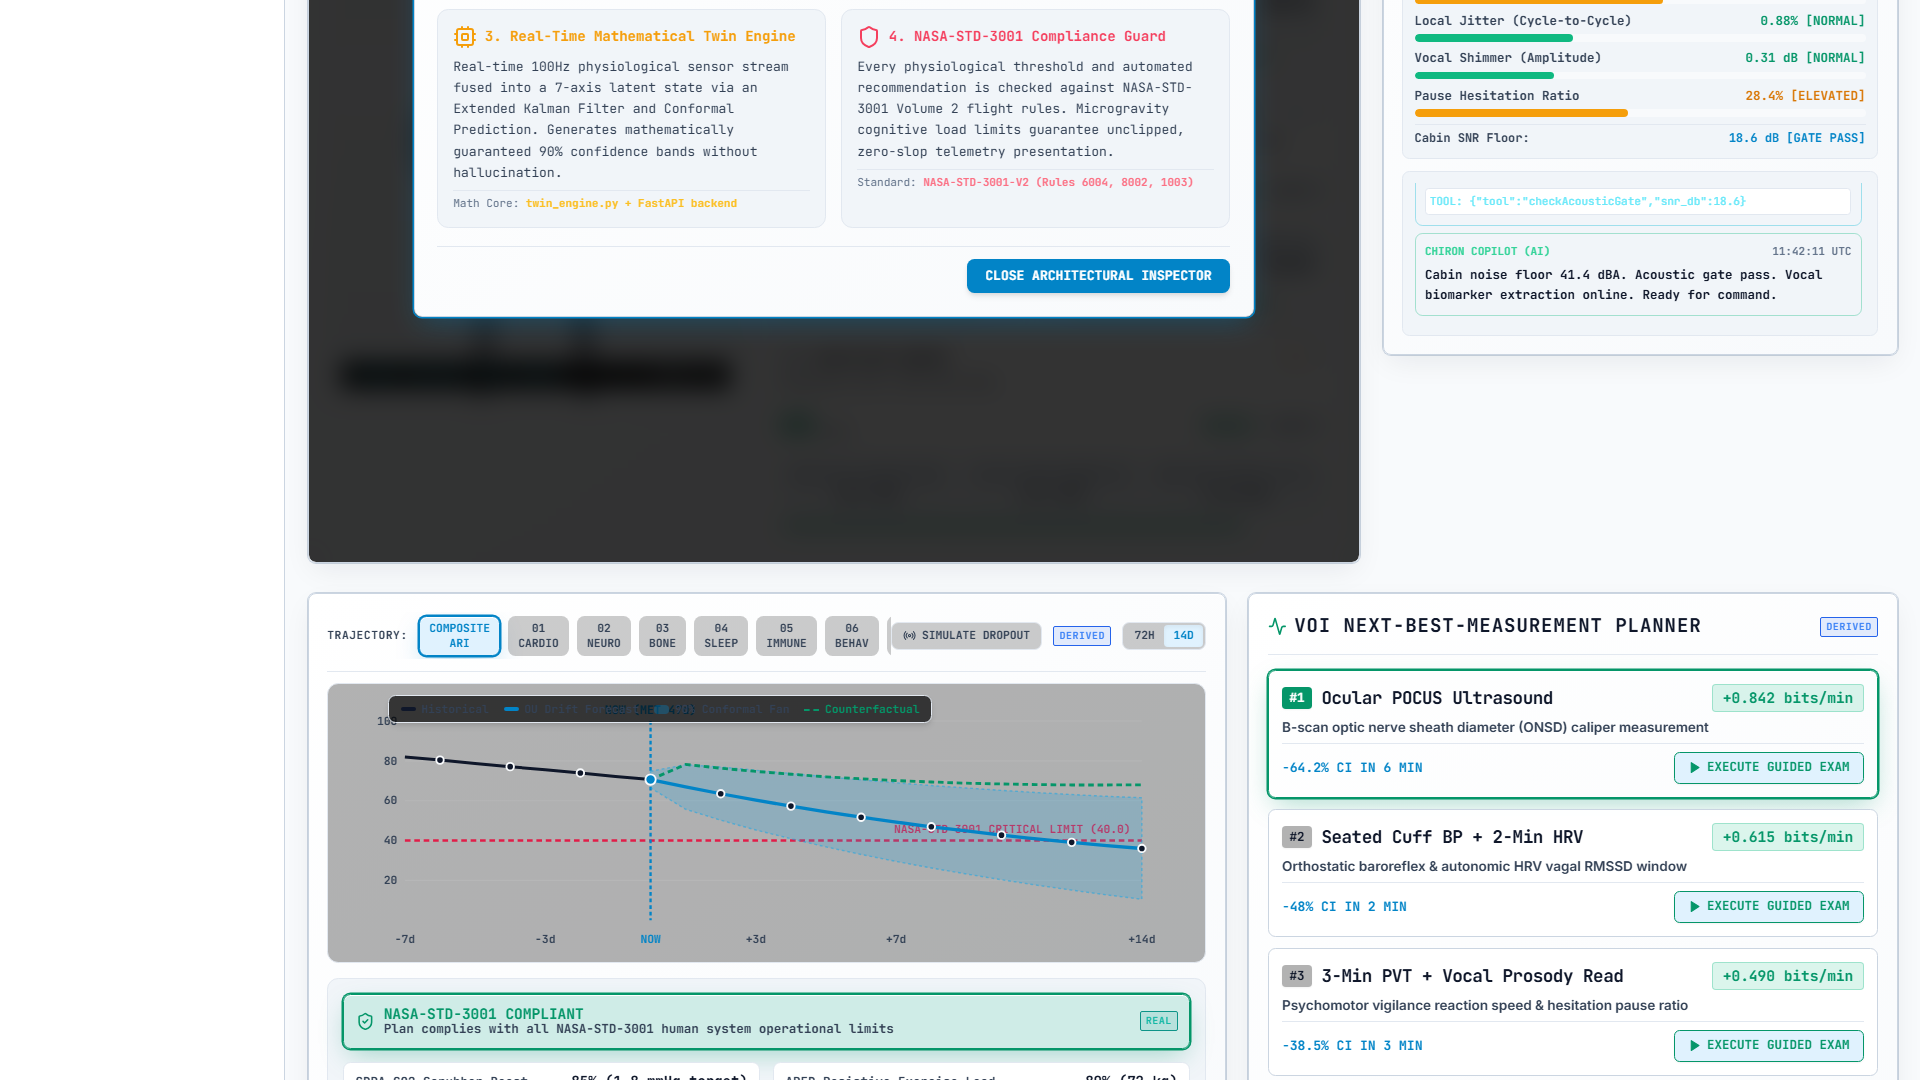 3. Real-Time Mathematical Twin Engine
Real-time 100Hz physiological sensor stream
fused into a 7-axis latent state via an
Extended Kalman Filter and Conformal
Prediction. Generates mathematically
guaranteed 90% confidence bands without
hallucination.
Math Core: twin_engine.py + FastAPI backend
4. NASA-STD-3001 Compliance Guard
Every physiological threshold and automated
recommendation is checked against NASA-STD-
3001 Volume 2 flight rules. Microgravity
cognitive load limits guarantee unclipped,
zero-slop telemetry presentation.
Standard: NASA-STD-3001-V2 (Rules 6004, 8002, 1003)
CLOSE ARCHITECTURAL INSPECTOR
Local Jitter (Cycle-to-Cycle) 0.88% [NORMAL]
Vocal Shimmer (Amplitude) 0.31 dB [NORMAL]
Pause Hesitation Ratio 28.4% [ELEVATED]
Cabin SNR Floor: 18.6 dB [GATE PASS]
TOOL: {"tool":"checkAcousticGate","snr_db":18.6}
CHIRON COPILOT (AI) 11:42:11 UTC
Cabin noise floor 41.4 dBA. Acoustic gate pass. Vocal
biomarker extraction online. Ready for command.
TRAJECTORY:
COMPOSITE
ARI
01
CARDIO
02
NEURO
03
BONE
04
SLEEP
05
IMMUNE
06
BEHAV
SIMULATE DROPOUT
DERIVED
72H 14D
Historical
Counterfactual
100
80
60
40
20
NASA-STD-3001 CRITICAL LIMIT (40.0)
-7d -3d NOW +3d +7d +14d
NASA-STD-3001 COMPLIANT
Plan complies with all NASA-STD-3001 human system operational limits
REAL
VOI NEXT-BEST-MEASUREMENT PLANNER
DERIVED
#1 Ocular POCUS Ultrasound +0.842 bits/min
B-scan optic nerve sheath diameter (ONSD) caliper measurement
-64.2% CI IN 6 MIN EXECUTE GUIDED EXAM
#2 Seated Cuff BP + 2-Min HRV +0.615 bits/min
Orthostatic baroreflex & autonomic HRV vagal RMSSD window
-48% CI IN 2 MIN EXECUTE GUIDED EXAM
#3 3-Min PVT + Vocal Prosody Read +0.490 bits/min
Psychomotor vigilance reaction speed & hesitation pause ratio
-38.5% CI IN 3 MIN EXECUTE GUIDED EXAM